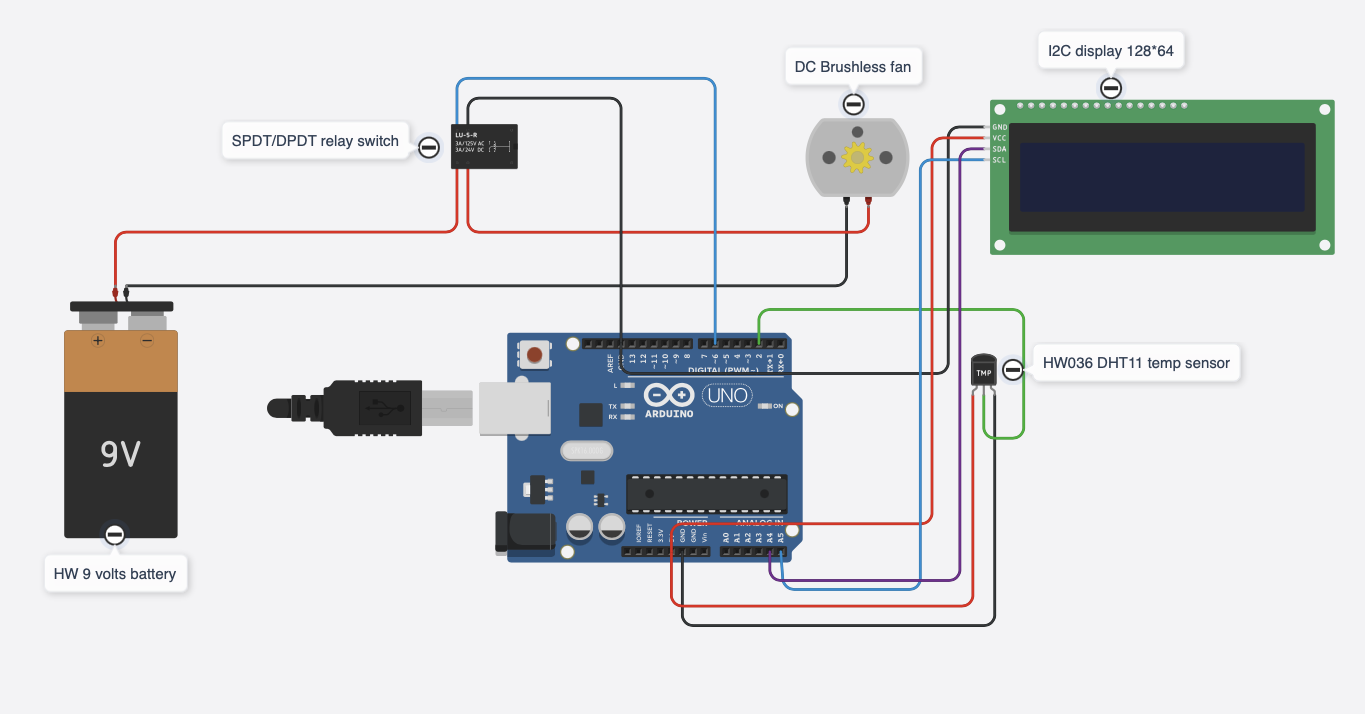 I2C display 128*64
DC Brushless fan
SPDT/DPDT relay switch
LU-5-R
3A/125V AC
3A/24V DC
GND
VCC
SDA
SCL
+ −
9V
HW 9 volts battery
HW036 DHT11 temp sensor
TMP
AREF
GND
13
12
~11
~10
~9
8
7
~6
~5
4
~3
2
TX→1
RX←0
DIGITAL (PWM~)
L
TX
RX
ARDUINO
UNO
ON
POWER
ANALOG IN
IOREF
RESET
3.3V
GND
GND
Vin
A0
A1
A2
A3
A4
A5